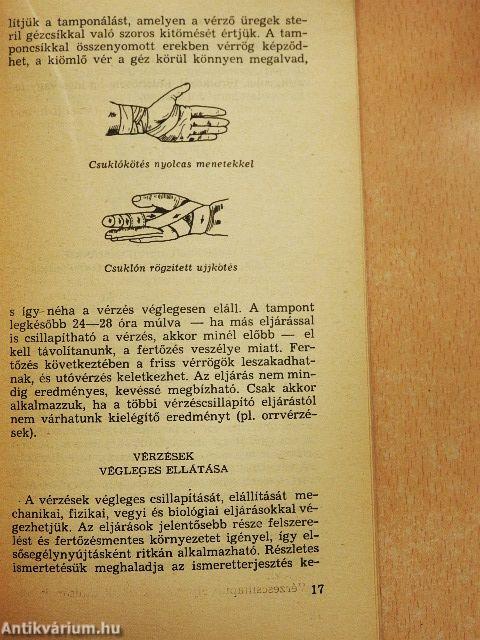 lítjük a tamponálást, amelyen a vérző üregek ste-
ril gézcsíkkal való szoros kitömését értjük. A tam-
poncsíkkal összenyomott erekben vérrög képződ-
het, a kiömlő vér a géz körül könnyen megalvad,
Csuklókötés nyolcas menetekkel
Csuklón rögzített ujjkötés
s így néha a vérzés véglegesen eláll. A tampont
legkésőbb 24—28 óra múlva — ha más eljárással
is csillapítható a vérzés, akkor minél előbb — el
kell távolítanunk, a fertőzés veszélye miatt. Fer-
tőzés következtében a friss vérrögök leszakadhat-
nak, és utóvérzés keletkezhet. Az eljárás nem min-
dig eredményes, kevéssé megbízható. Csak akkor
alkalmazzuk, ha a többi vérzéscsillapító eljárástól
nem várhatunk kielégítő eredményt (pl. orrvérzé-
sek).
VÉRZÉSEK
VÉGLEGES ELLÁTÁSA
A vérzések végleges csillapítását, elállítását me-
chanikai, fizikai, vegyi és biológiai eljárásokkal vé-
gezhetjük. Az eljárások jelentősebb része felszere-
lést és fertőzésmentes környezetet igényel, így el-
sősegélynyújtásként ritkán alkalmazható. Részletes
ismertetésük meghaladja az ismeretterjesztés ke-
17
Antikvárium.hu